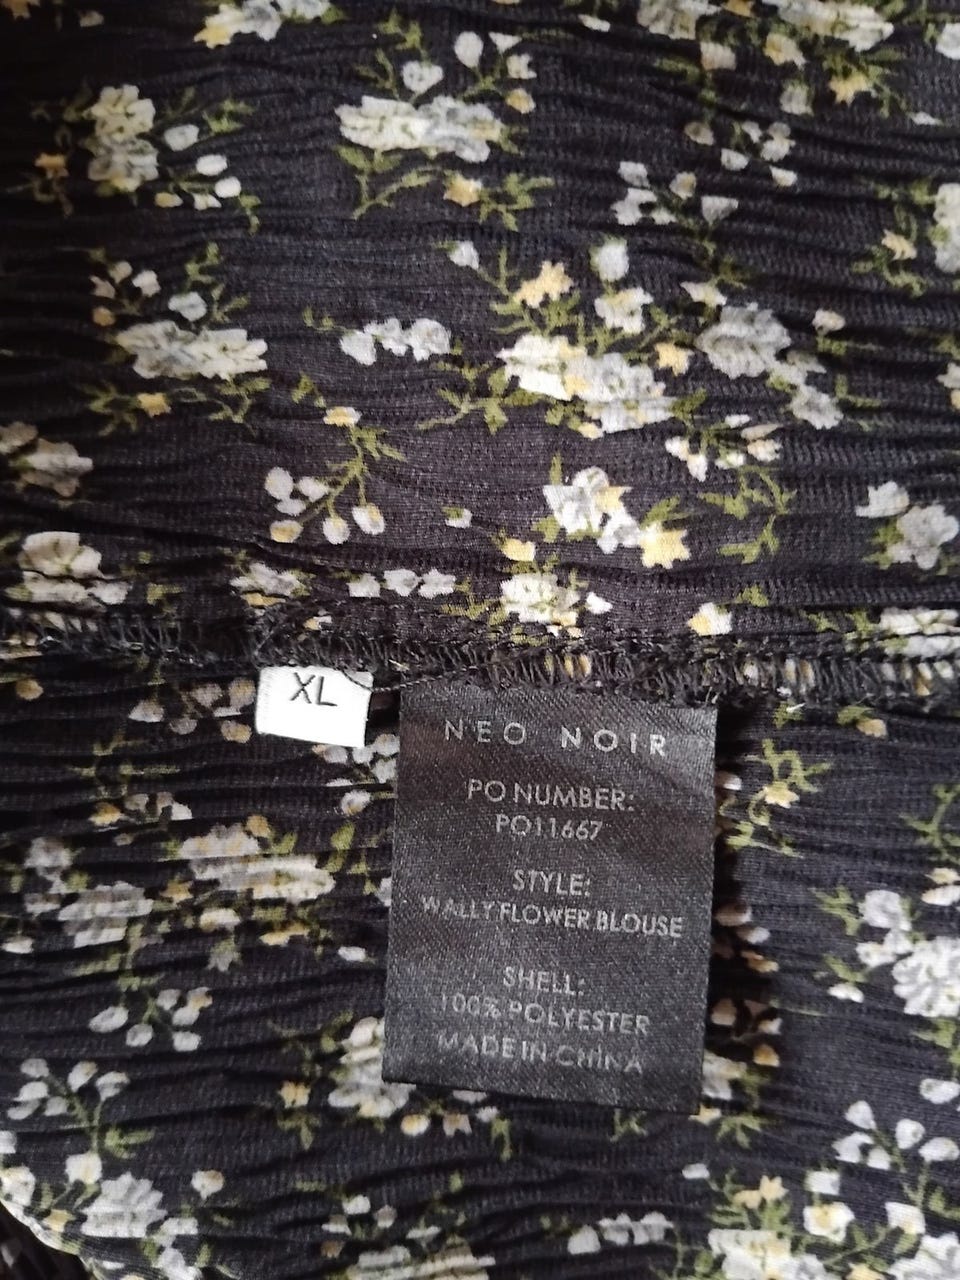 XL
NEO NOIR
PO NUMBER:
PO11667
STYLE:
WALLY FLOWER BLOUSE
SHELL:
100% POLYESTER
MADE IN CHINA